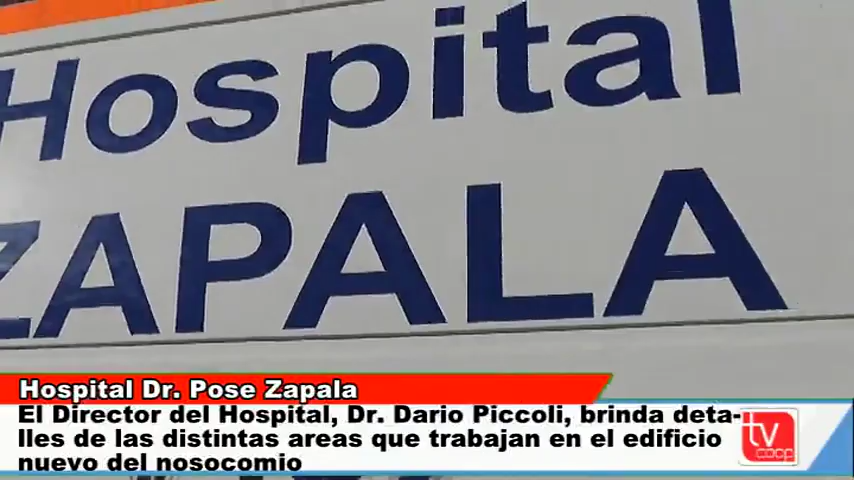 Hospital
ZAPALA
Hospital Dr. Pose Zapala
El Director del Hospital, Dr. Dario Piccoli, brinda deta-
lles de las distintas areas que trabajan en el edificio
nuevo del nosocomio
tv
coop